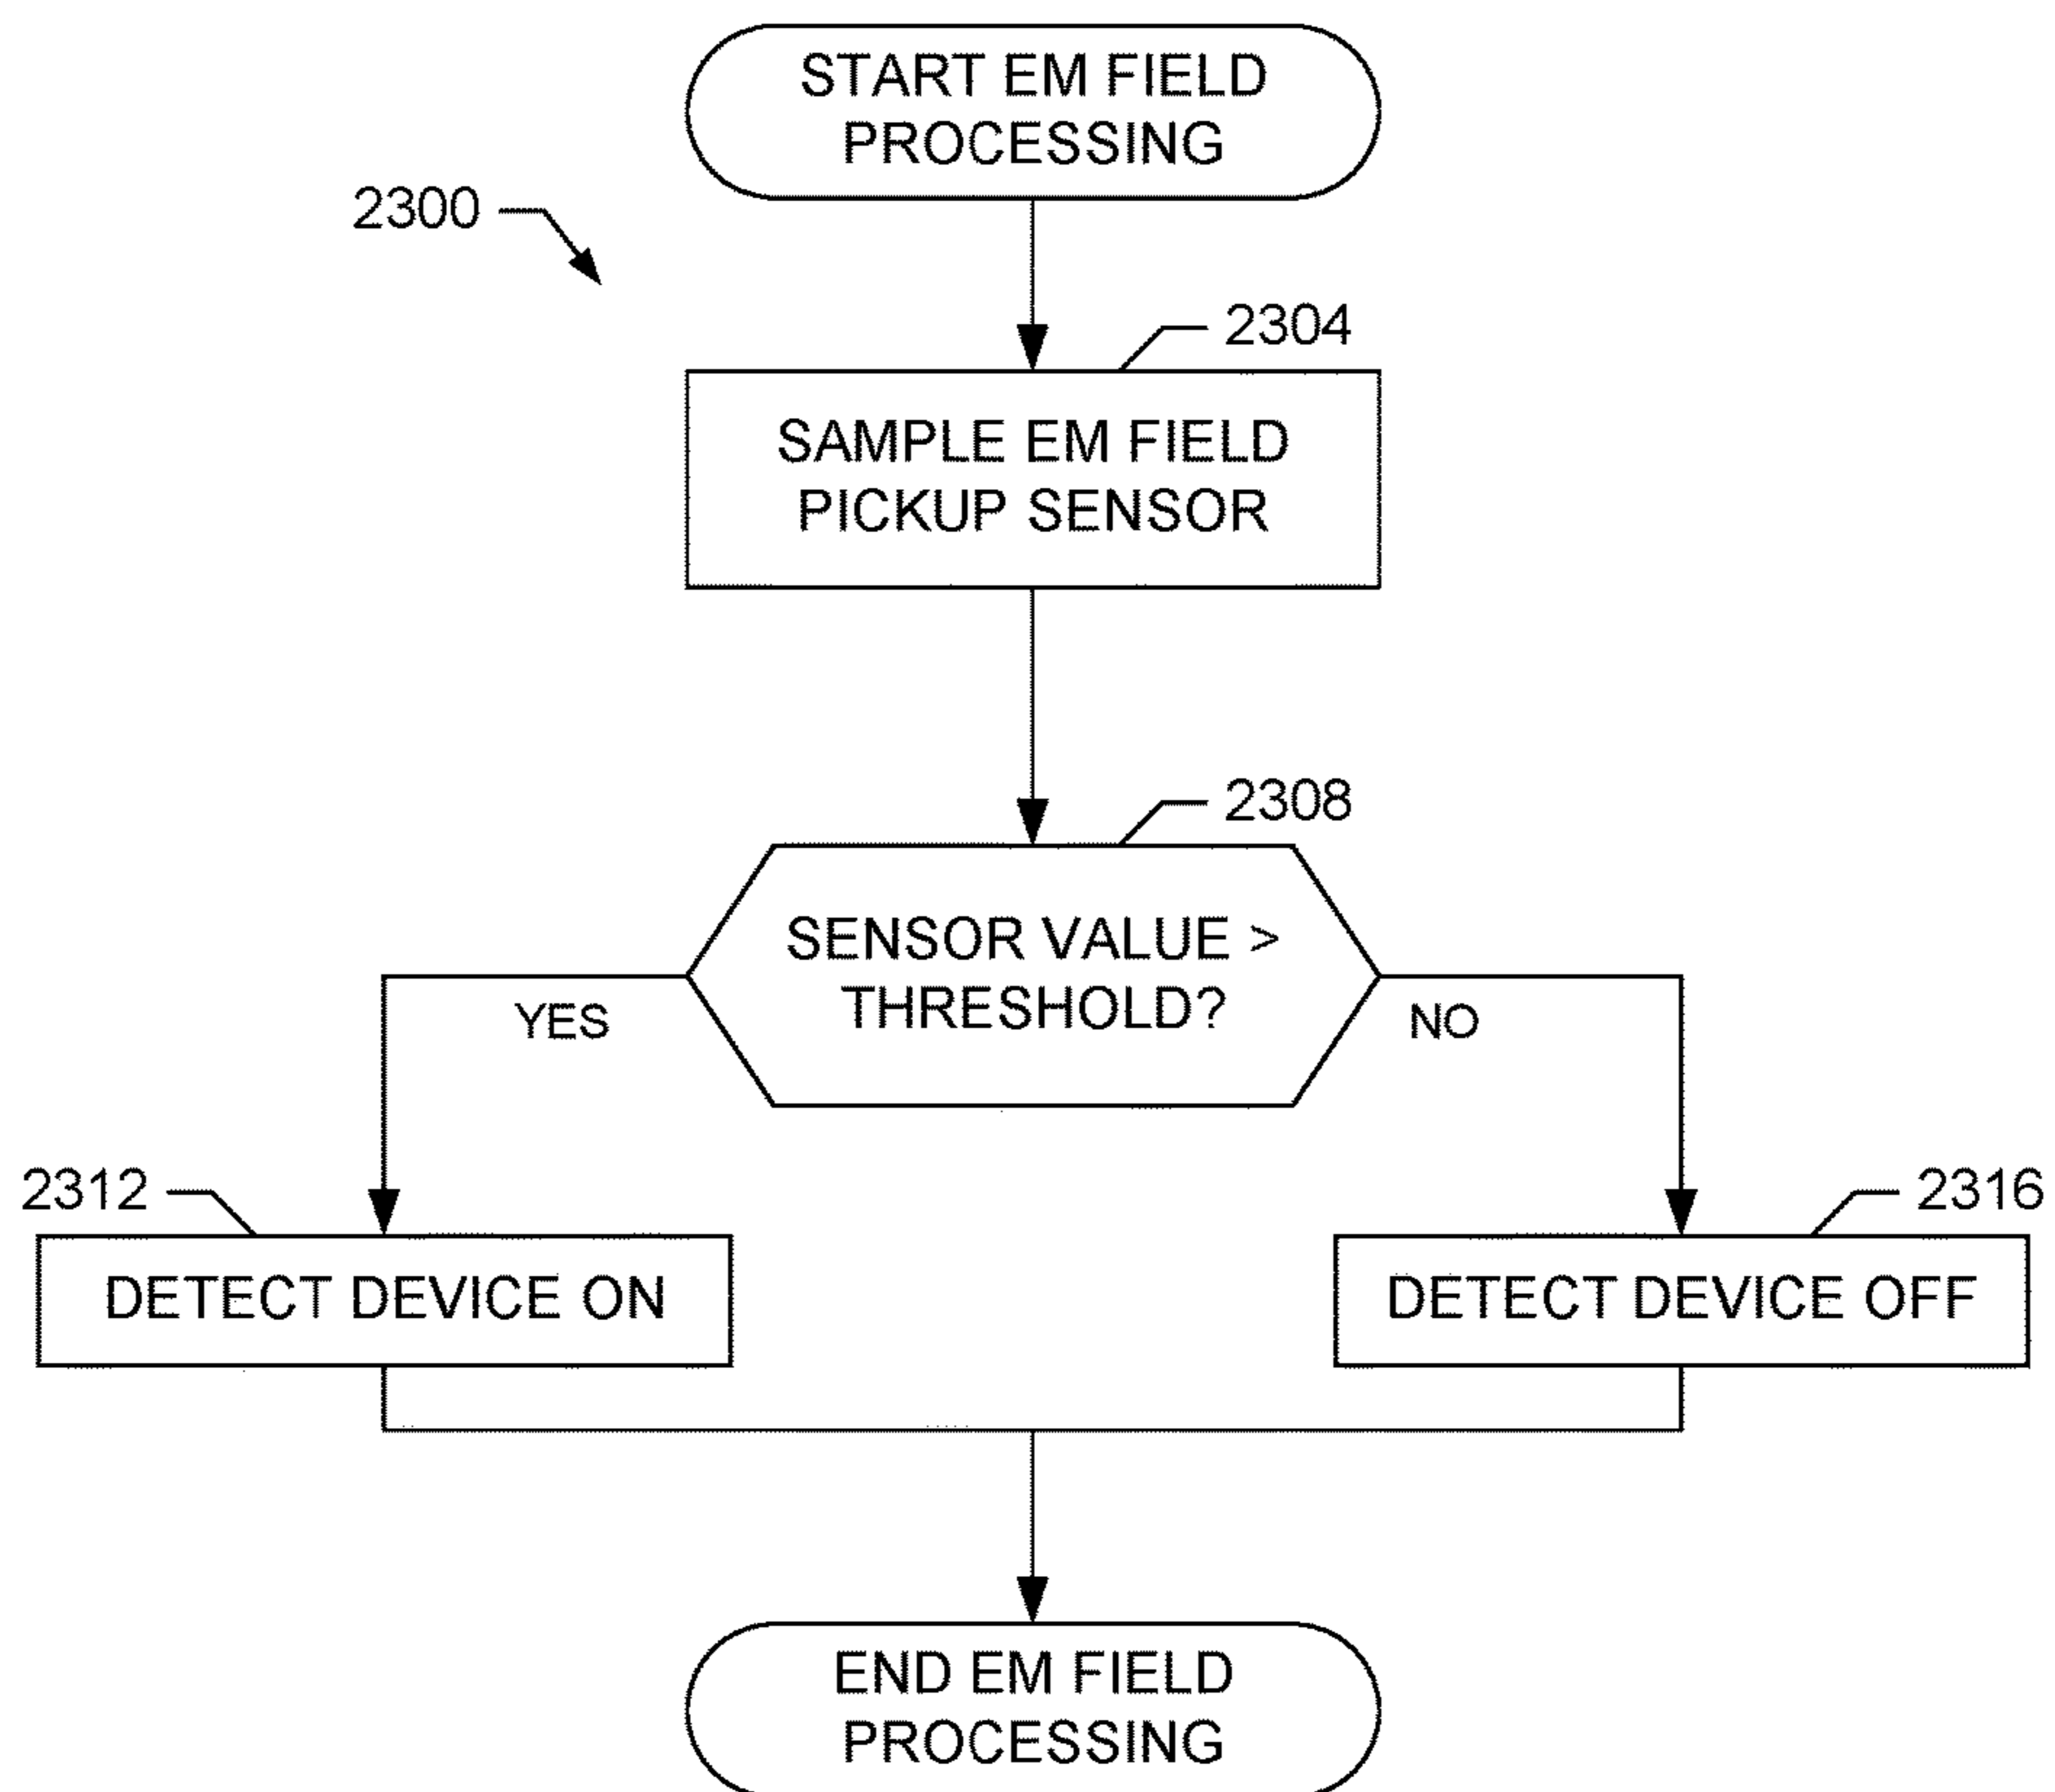 START EM FIELD
PROCESSING
2300
2304
SAMPLE EM FIELD
PICKUP SENSOR
2308
SENSOR VALUE >
THRESHOLD?
YES
NO
2312
2316
DETECT DEVICE ON
DETECT DEVICE OFF
END EM FIELD
PROCESSING